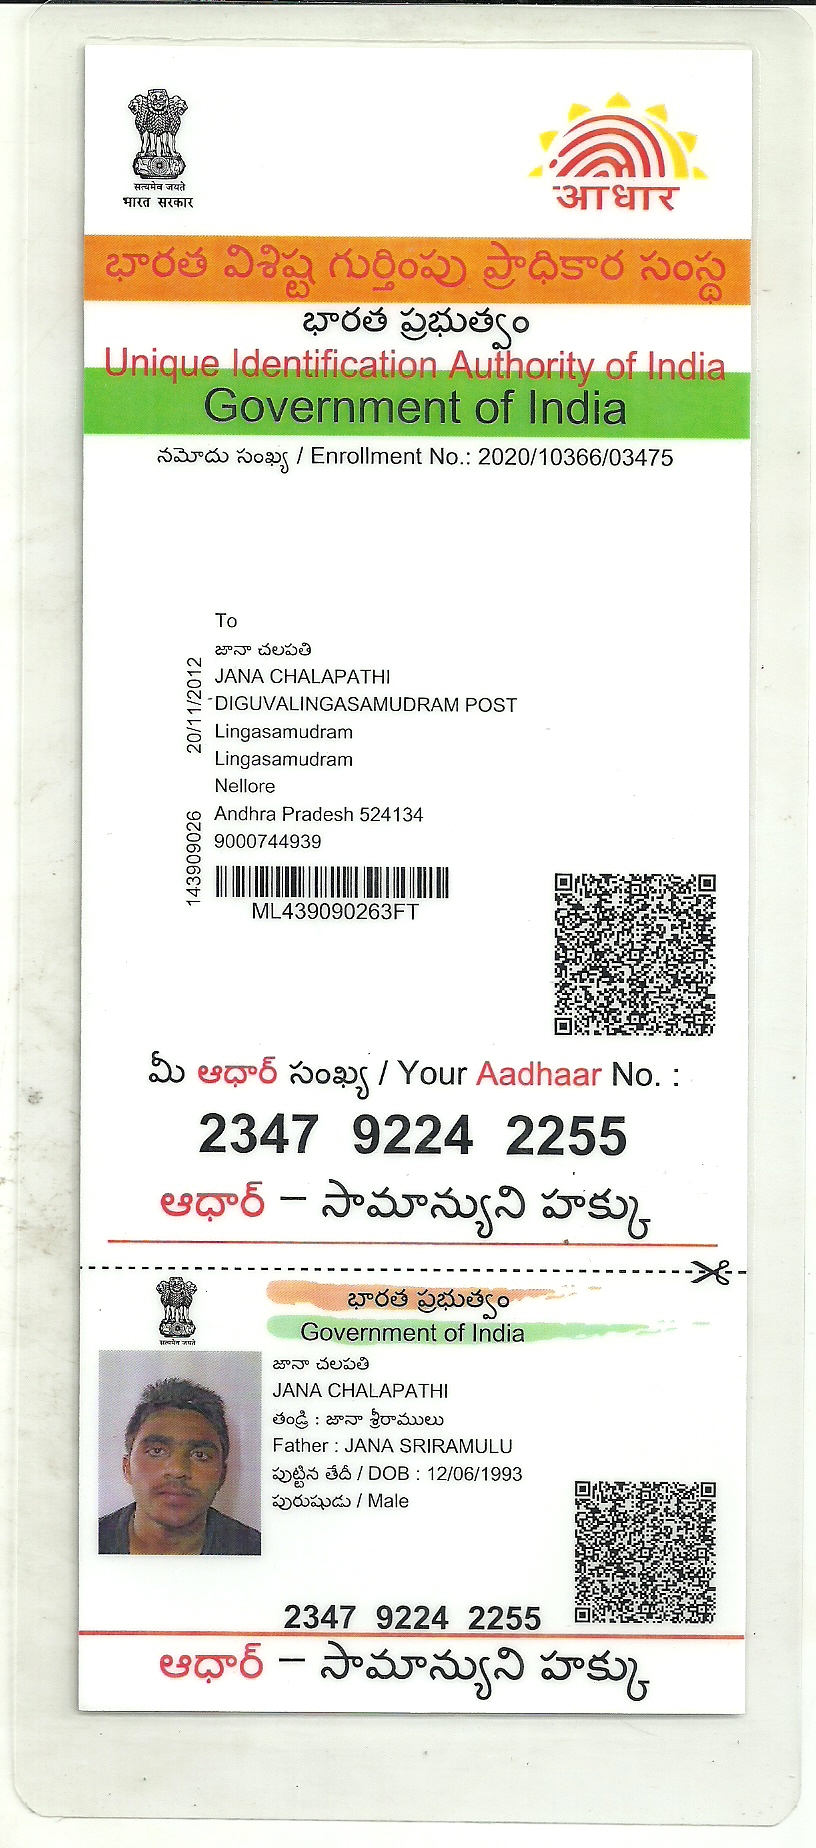 सत्यमेव जयते
भारत सरकार
आधार
భారత విశిష్ట గుర్తింపు ప్రాధికార సంస్థ
భారత ప్రభుత్వం
Unique Identification Authority of India
Government of India
నమోదు సంఖ్య / Enrollment No.: 2020/10366/03475
To
జానా చలపతి
JANA CHALAPATHI
DIGUVALINGASAMUDRAM POST
Lingasamudram
Lingasamudram
Nellore
Andhra Pradesh 524134
9000744939
20/11/2012
143909026
ML439090263FT
మీ ఆధార్ సంఖ్య / Your Aadhaar No. :
2347 9224 2255
ఆధార్ – సామాన్యుని హక్కు
सत्यमेव जयते
భారత ప్రభుత్వం
Government of India
జానా చలపతి
JANA CHALAPATHI
తండ్రి : జానా శ్రీరాములు
Father : JANA SRIRAMULU
పుట్టిన తేదీ / DOB : 12/06/1993
పురుషుడు / Male
2347 9224 2255
ఆధార్ – సామాన్యుని హక్కు